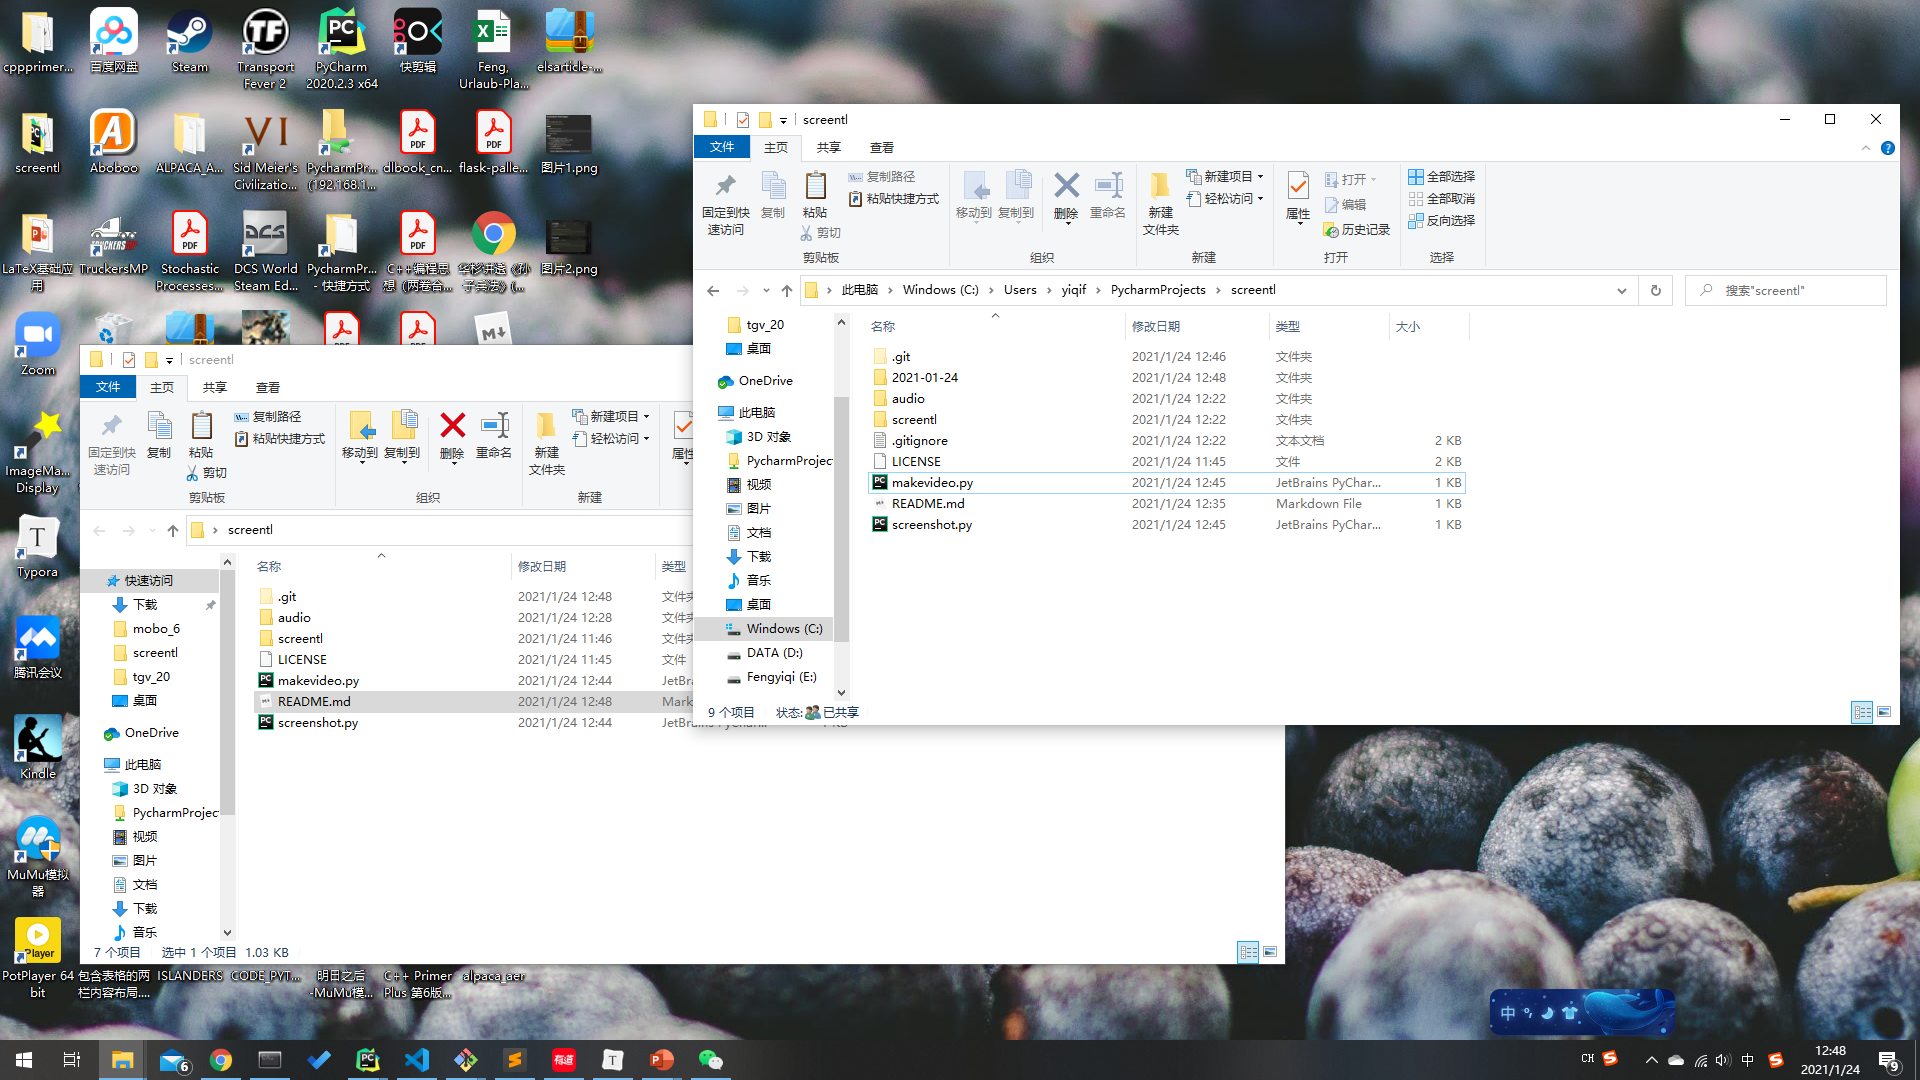 cppprimer...
百度网盘
Steam
Transport
Fever 2
PyCharm
2020.2.3 x64
快剪辑
Feng,
Urlaub-Pla...
elsarticle-...
screentl
Aboboo
ALPACA_A...
Sid Meier's
Civilizatio...
PycharmPr...
(192.168.1...
dlbook_cn...
flask-palle...
图片1.png
LaTeX基础应
用
TruckersMP
Stochastic
Processes...
DCS World
Steam Ed...
PycharmPr...
- 快捷方式
C++编程思
想（两卷合...
华杉讲透《孙
子兵法》(...
图片2.png
Zoom
ImageMa...
Display
Typora
腾讯会议
Kindle
MuMu模拟
器
Player
PotPlayer 64
bit
包含表格的两
栏内容布局....
ISLANDERS
CODE_PYT...
明日之后
-MuMu模...
C++ Primer
Plus 第6版...
alpaca_aer
screentl
文件
主页
共享
查看
固定到快
速访问
复制
粘贴
复制路径
粘贴快捷方式
剪切
剪贴板
移动到
复制到
删除
重命名
组织
新建
文件夹
新建项目
轻松访问
新建
属性
screentl
快速访问
下载
mobo_6
screentl
tgv_20
桌面
OneDrive
此电脑
3D 对象
PycharmProjec
视频
图片
文档
下载
音乐
名称
修改日期
类型
.git 2021/1/24 12:48 文件夹
audio 2021/1/24 12:28 文件夹
screentl 2021/1/24 11:46 文件夹
LICENSE 2021/1/24 11:45 文件
makevideo.py 2021/1/24 12:44 JetB
README.md 2021/1/24 12:48 Mark
screenshot.py 2021/1/24 12:44 JetBrains PyChar... 1 KB
7 个项目 选中 1 个项目 1.03 KB
screentl
文件
主页
共享
查看
固定到快
速访问
复制
粘贴
复制路径
粘贴快捷方式
剪切
剪贴板
移动到
复制到
删除
重命名
组织
新建
文件夹
新建项目
轻松访问
新建
属性
打开
编辑
历史记录
打开
全部选择
全部取消
反向选择
选择
此电脑 › Windows (C:) › Users › yiqif › PycharmProjects › screentl
搜索"screentl"
tgv_20
桌面
OneDrive
此电脑
3D 对象
PycharmProjec
视频
图片
文档
下载
音乐
桌面
Windows (C:)
DATA (D:)
Fengyiqi (E:)
名称 修改日期 类型 大小
.git 2021/1/24 12:46 文件夹
2021-01-24 2021/1/24 12:48 文件夹
audio 2021/1/24 12:22 文件夹
screentl 2021/1/24 12:22 文件夹
.gitignore 2021/1/24 12:22 文本文档 2 KB
LICENSE 2021/1/24 11:45 文件 2 KB
makevideo.py 2021/1/24 12:45 JetBrains PyChar... 1 KB
README.md 2021/1/24 12:35 Markdown File 1 KB
screenshot.py 2021/1/24 12:45 JetBrains PyChar... 1 KB
9 个项目 状态: 已共享
中
6
有道
CH
中
12:48
2021/1/24
9